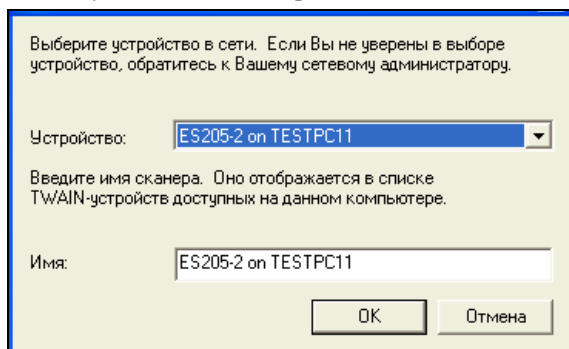 Выберите устройство в сети. Если Вы не уверены в выборе
устройство, обратитесь к Вашему сетевому администратору.
Устройство: ES205-2 on TESTPC11
Введите имя сканера. Оно отображается в списке
TWAIN-устройств доступных на данном компьютере.
Имя: ES205-2 on TESTPC11
OK Отмена